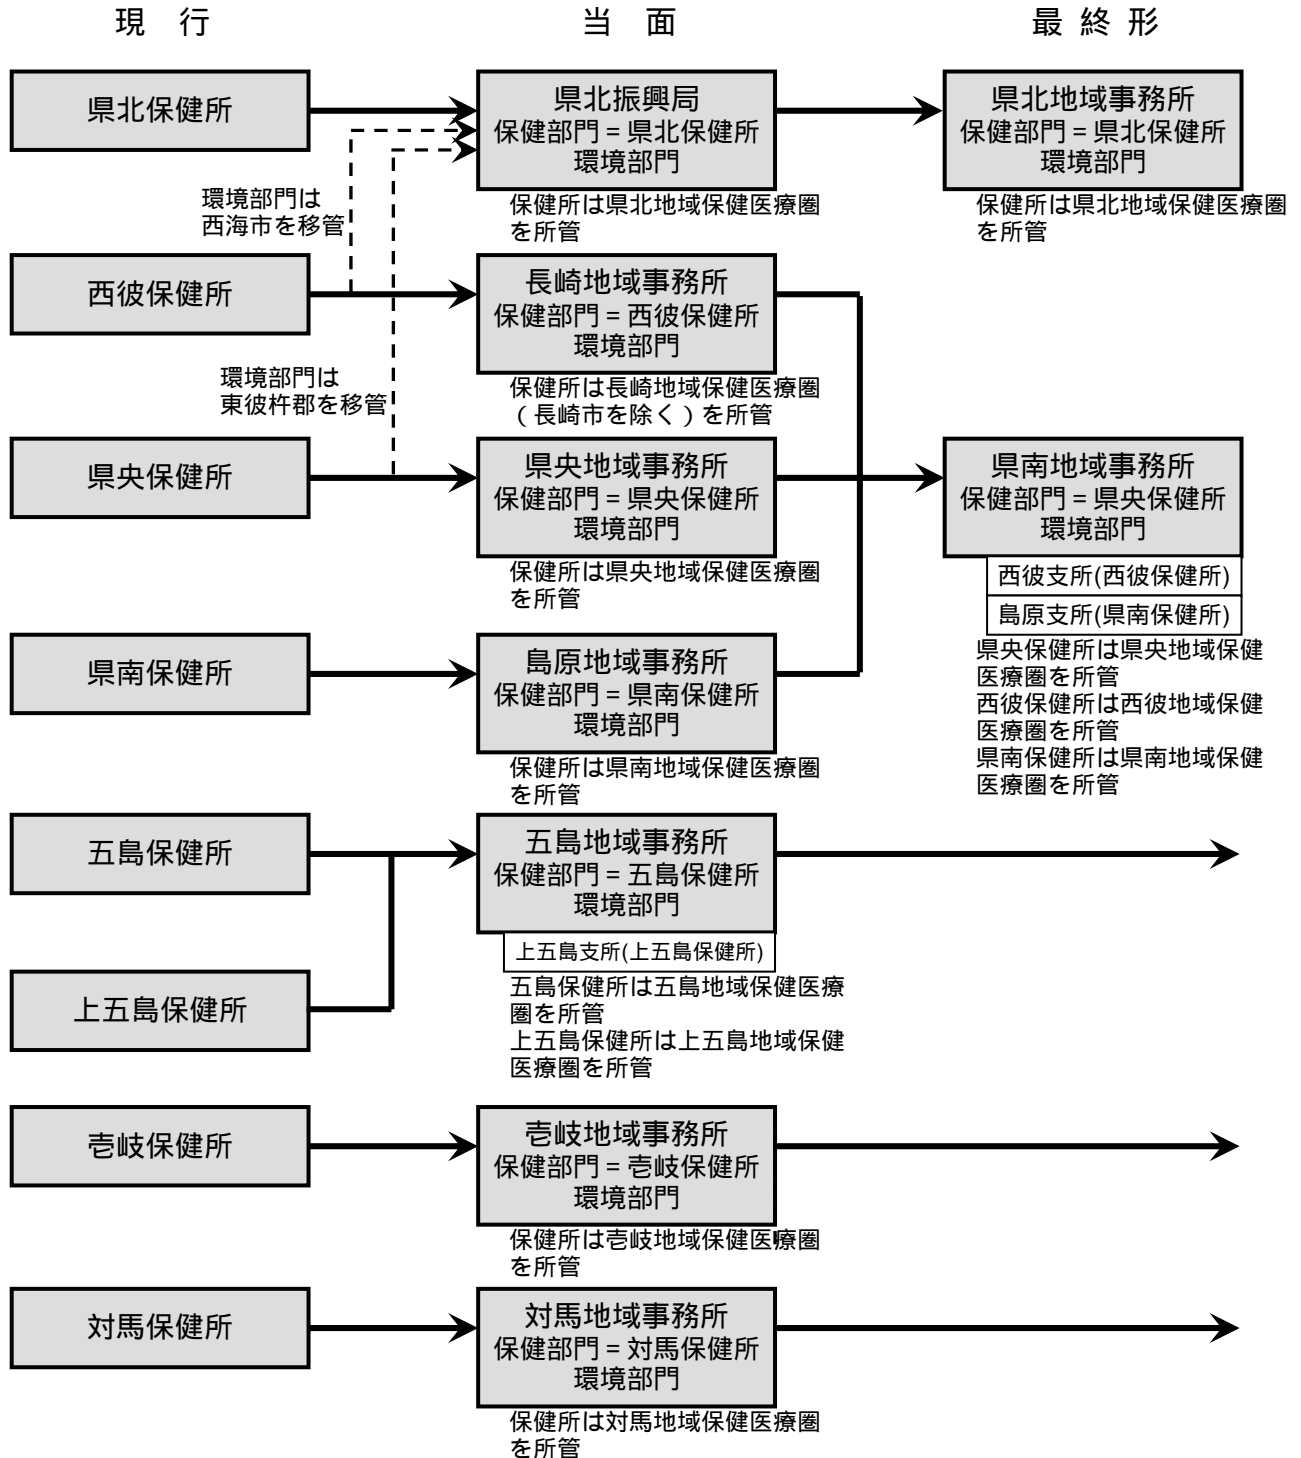 現　行
当　面
最 終 形
県北保健所
県北振興局
保健部門 = 県北保健所
環境部門
保健所は県北地域保健医療圏
を所管
県北地域事務所
保健部門 = 県北保健所
環境部門
保健所は県北地域保健医療圏
を所管
環境部門は
西海市を移管
西彼保健所
長崎地域事務所
保健部門 = 西彼保健所
環境部門
保健所は長崎地域保健医療圏
（長崎市を除く）を所管
環境部門は
東彼杵郡を移管
県央保健所
県央地域事務所
保健部門 = 県央保健所
環境部門
保健所は県央地域保健医療圏
を所管
県南地域事務所
保健部門 = 県央保健所
環境部門
西彼支所(西彼保健所)
島原支所(県南保健所)
県央保健所は県央地域保健
医療圏を所管
西彼保健所は西彼地域保健
医療圏を所管
県南保健所は県南地域保健
医療圏を所管
県南保健所
島原地域事務所
保健部門 = 県南保健所
環境部門
保健所は県南地域保健医療圏
を所管
五島保健所
五島地域事務所
保健部門 = 五島保健所
環境部門
上五島支所(上五島保健所)
五島保健所は五島地域保健医療
圏を所管
上五島保健所は上五島地域保健
医療圏を所管
上五島保健所
壱岐保健所
壱岐地域事務所
保健部門 = 壱岐保健所
環境部門
保健所は壱岐地域保健医療圏
を所管
対馬保健所
対馬地域事務所
保健部門 = 対馬保健所
環境部門
保健所は対馬地域保健医療圏
を所管